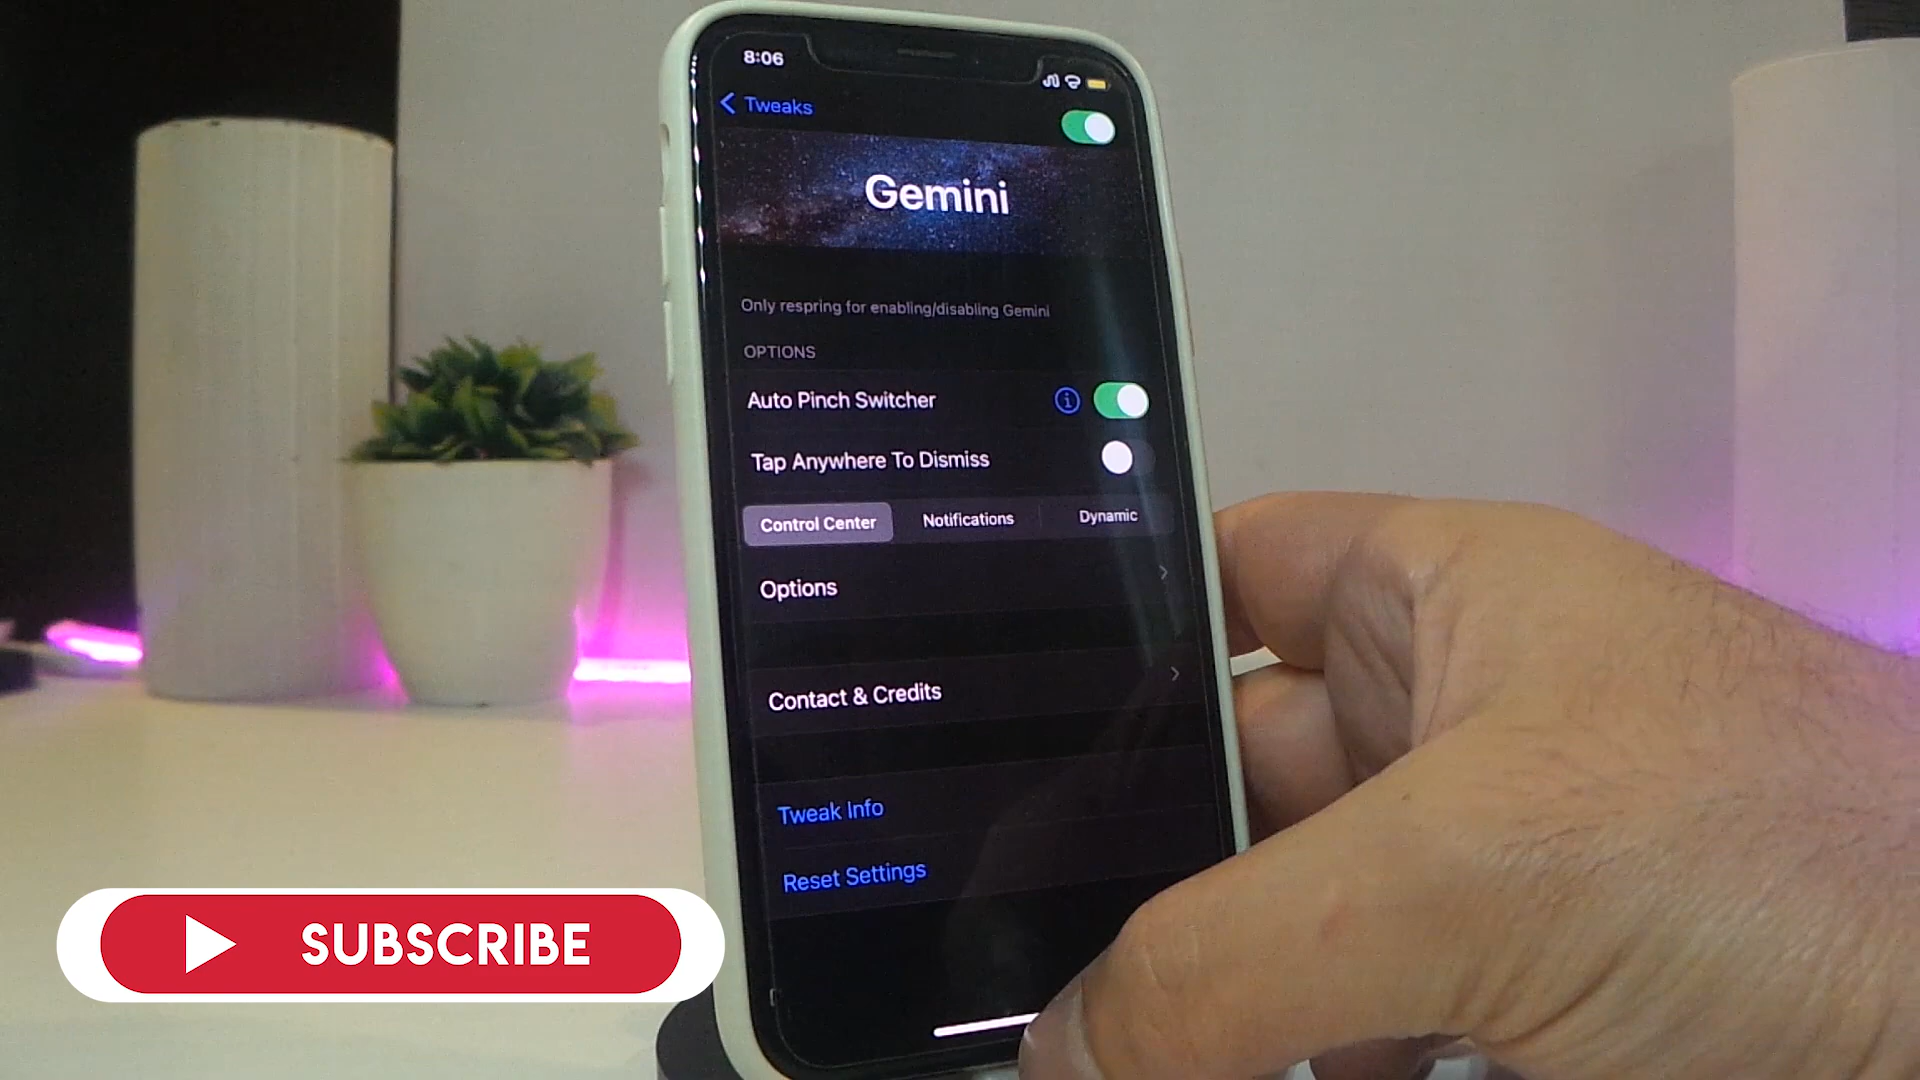 8:06
Tweaks
Gemini
Only respring for enabling/disabling Gemini
OPTIONS
Auto Pinch Switcher
Tap Anywhere To Dismiss
Control Center Notifications Dynamic
Options
Contact & Credits
Tweak Info
Reset Settings
SUBSCRIBE